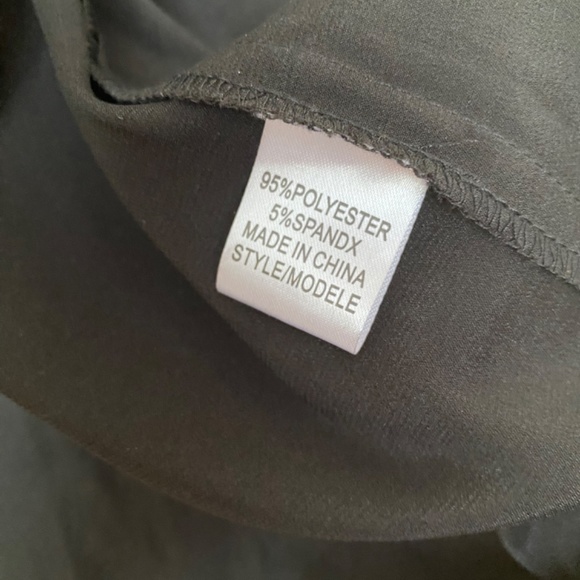 95%POLYESTER
5%SPANDX
MADE IN CHINA
STYLE/MODELE